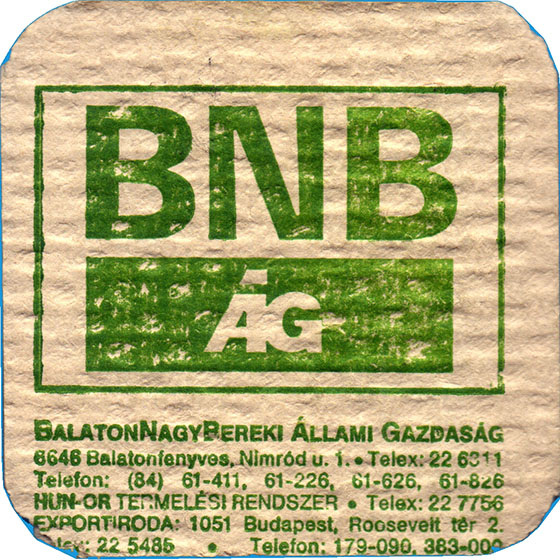 BNB
ÁG
BALATONNAGYBEREKI ÁLLAMI GAZDASÁG
8646 Balatonfenyves, Nimród u. 1. • Telex: 22 6311
Telefon: (84) 61-411, 61-226, 61-626, 61-826
HUN-OR TERMELÉSI RENDSZER • Telex: 22 7756
EXPORTIRODA: 1051 Budapest, Roosevelt tér 2.
Telex: 22 5485 • Telefon: 179-090, 383-000